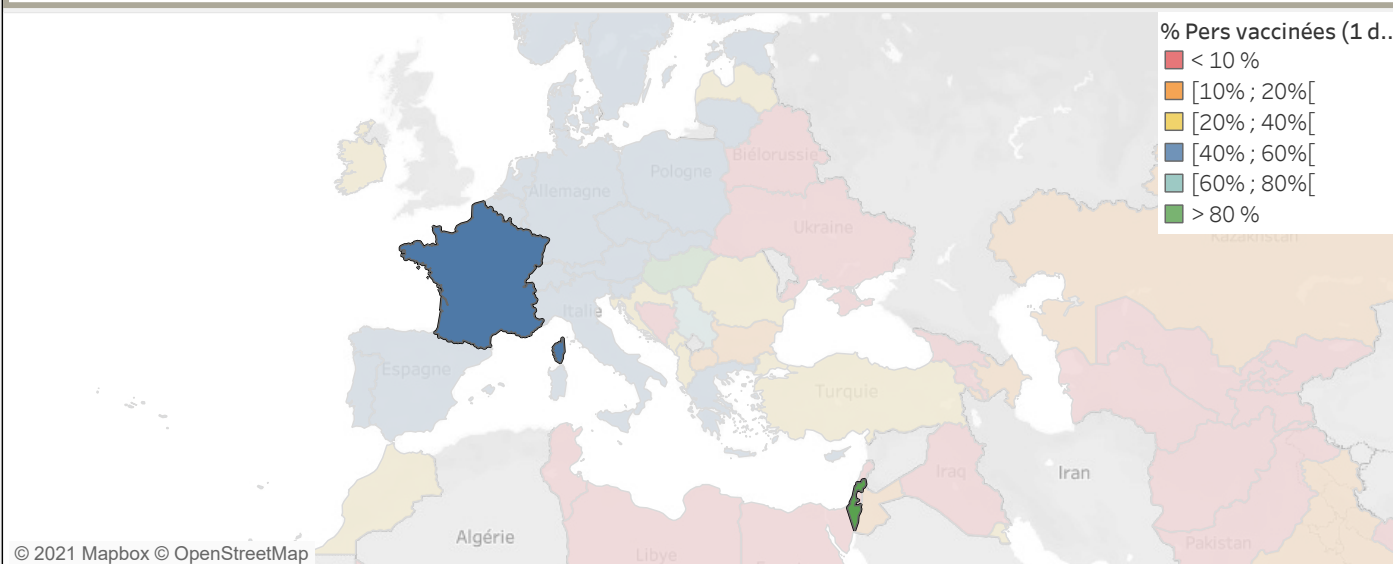 % Pers vaccinées (1 d..
< 10 %
[10% ; 20%[
[20% ; 40%[
[40% ; 60%[
[60% ; 80%[
> 80 %
Biélorussie
Pologne
Allemagne
Ukraine
Kazakhstan
Italie
Espagne
Turquie
Iraq
Iran
Algérie
Libye
Pakistan
© 2021 Mapbox © OpenStreetMap